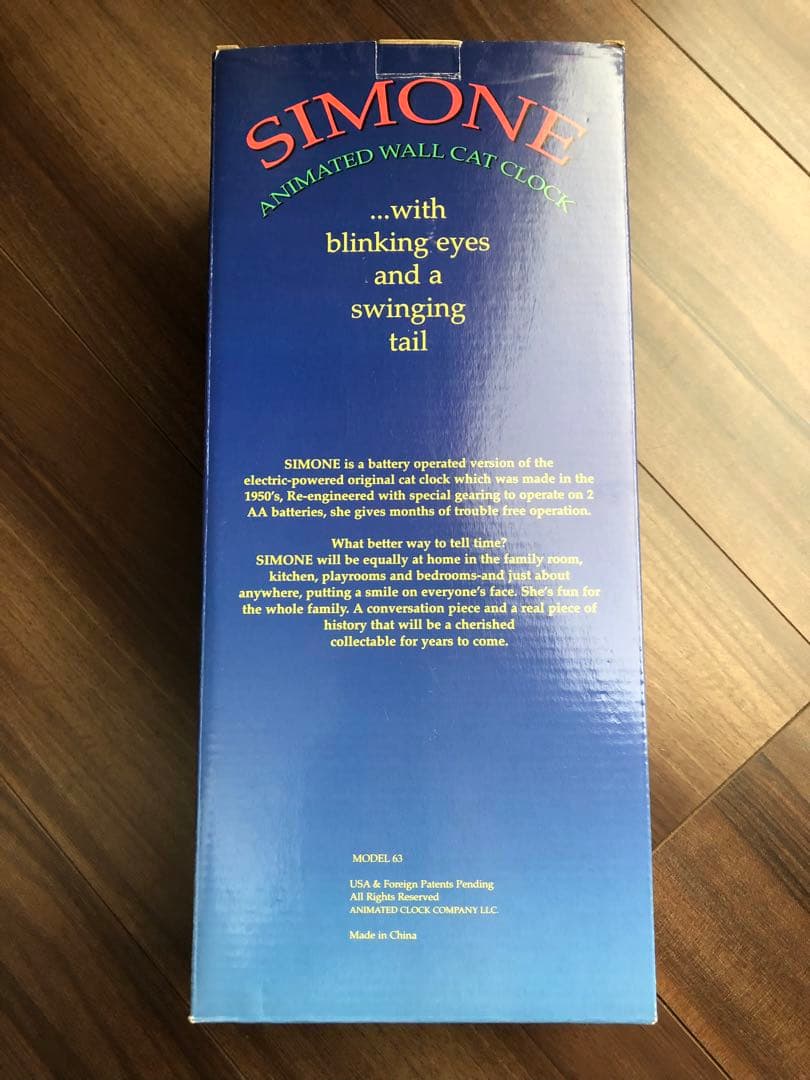 SIMONE
ANIMATED WALL CAT CLOCK
...with
blinking eyes
and a
swinging
tail
SIMONE is a battery operated version of the
electric-powered original cat clock which was made in the
1950's, Re-engineered with special gearing to operate on 2
AA batteries, she gives months of trouble free operation.
What better way to tell time?
SIMONE will be equally at home in the family room,
kitchen, playrooms and bedrooms-and just about
anywhere, putting a smile on everyone's face. She's fun for
the whole family. A conversation piece and a real piece of
history that will be a cherished
collectable for years to come.
MODEL 63
USA & Foreign Patents Pending
All Rights Reserved
ANIMATED CLOCK COMPANY LLC.
Made in China